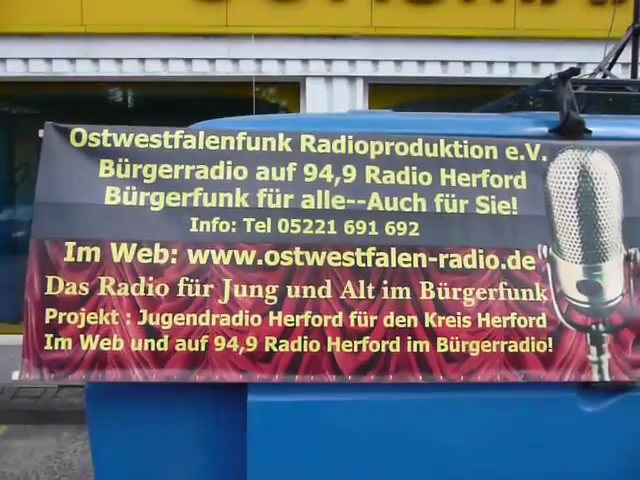 Ostwestfalenfunk Radioproduktion e.V.
Bürgerradio auf 94,9 Radio Herford
Bürgerfunk für alle--Auch für Sie!
Info: Tel 05221 691 692
Im Web: www.ostwestfalen-radio.de
Das Radio für Jung und Alt im Bürgerfunk
Projekt : Jugendradio Herford für den Kreis Herford
Im Web und auf 94,9 Radio Herford im Bürgerradio!